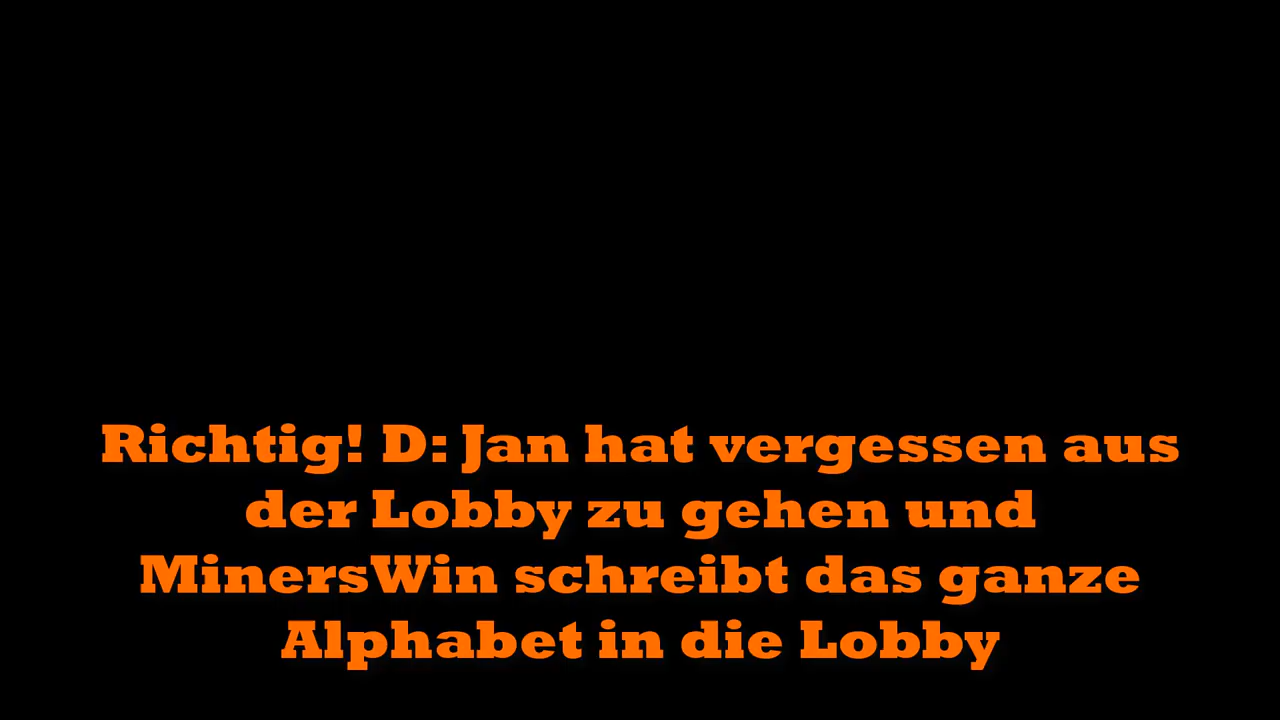 Richtig! D: Jan hat vergessen aus
der Lobby zu gehen und
MinersWin schreibt das ganze
Alphabet in die Lobby